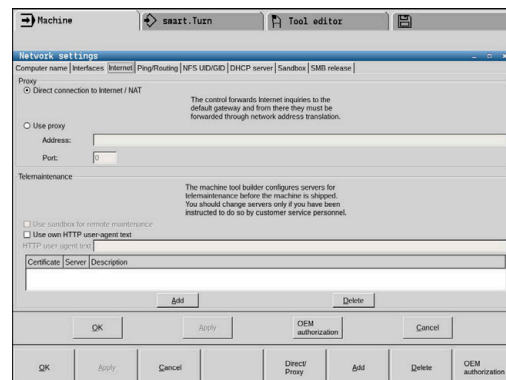 Machine
smart.Turn
Tool editor
Network settings
Computer name Interfaces Internet Ping/Routing NFS UID/GID DHCP server Sandbox SMB release
Proxy
Direct connection to Internet / NAT
The control forwards Internet inquiries to the
default gateway and from there they must be
forwarded through network address translation.
Use proxy
Address:
Port: 0
Telemaintenance
The machine tool builder configures servers for
telemaintenance before the machine is shipped.
You should change servers only if you have been
instructed to do so by customer service personnel.
Use sandbox for remote maintenance
Use own HTTP user-agent text
HTTP user agent text
Certificate Server Description
Add Delete
OK Apply OEM authorization Cancel
OK Apply Cancel Direct/ Proxy Add Delete OEM authorization